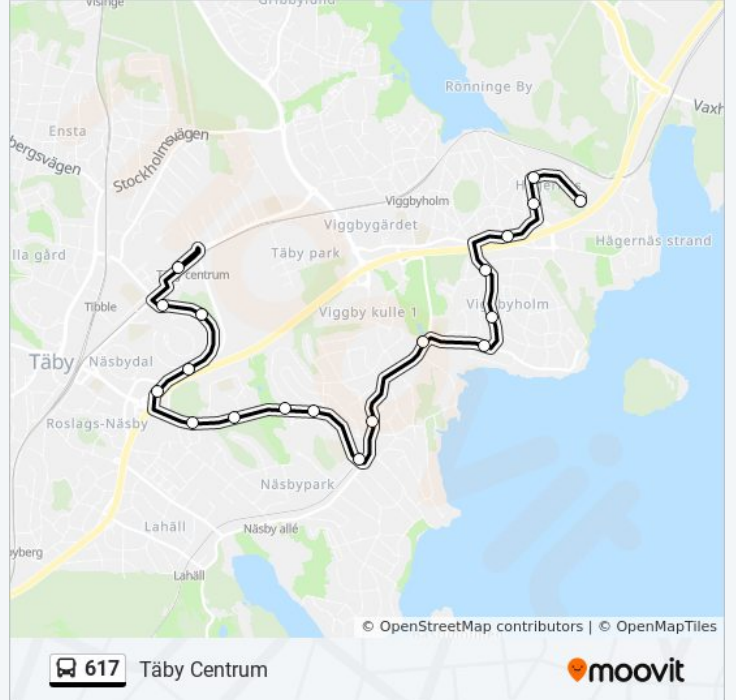 Visinge
Gribbylund
Rönninge By
Vaxh
Ensta
bergsvägen
Stockholmsvägen
Viggbyholm
Hägernäs
Viggbygärdet
Hägernäs strand
lla gård
Täby park
Täby centrum
Tibble
Viggby kulle 1
Viggbyholm
Täby
Näsbydal
Roslags-Näsby
Näsbypark
Lahäll
Näsby allé
yberg
Lahäll
© OpenStreetMap contributors | © OpenMapTiles
617 Täby Centrum
moovit